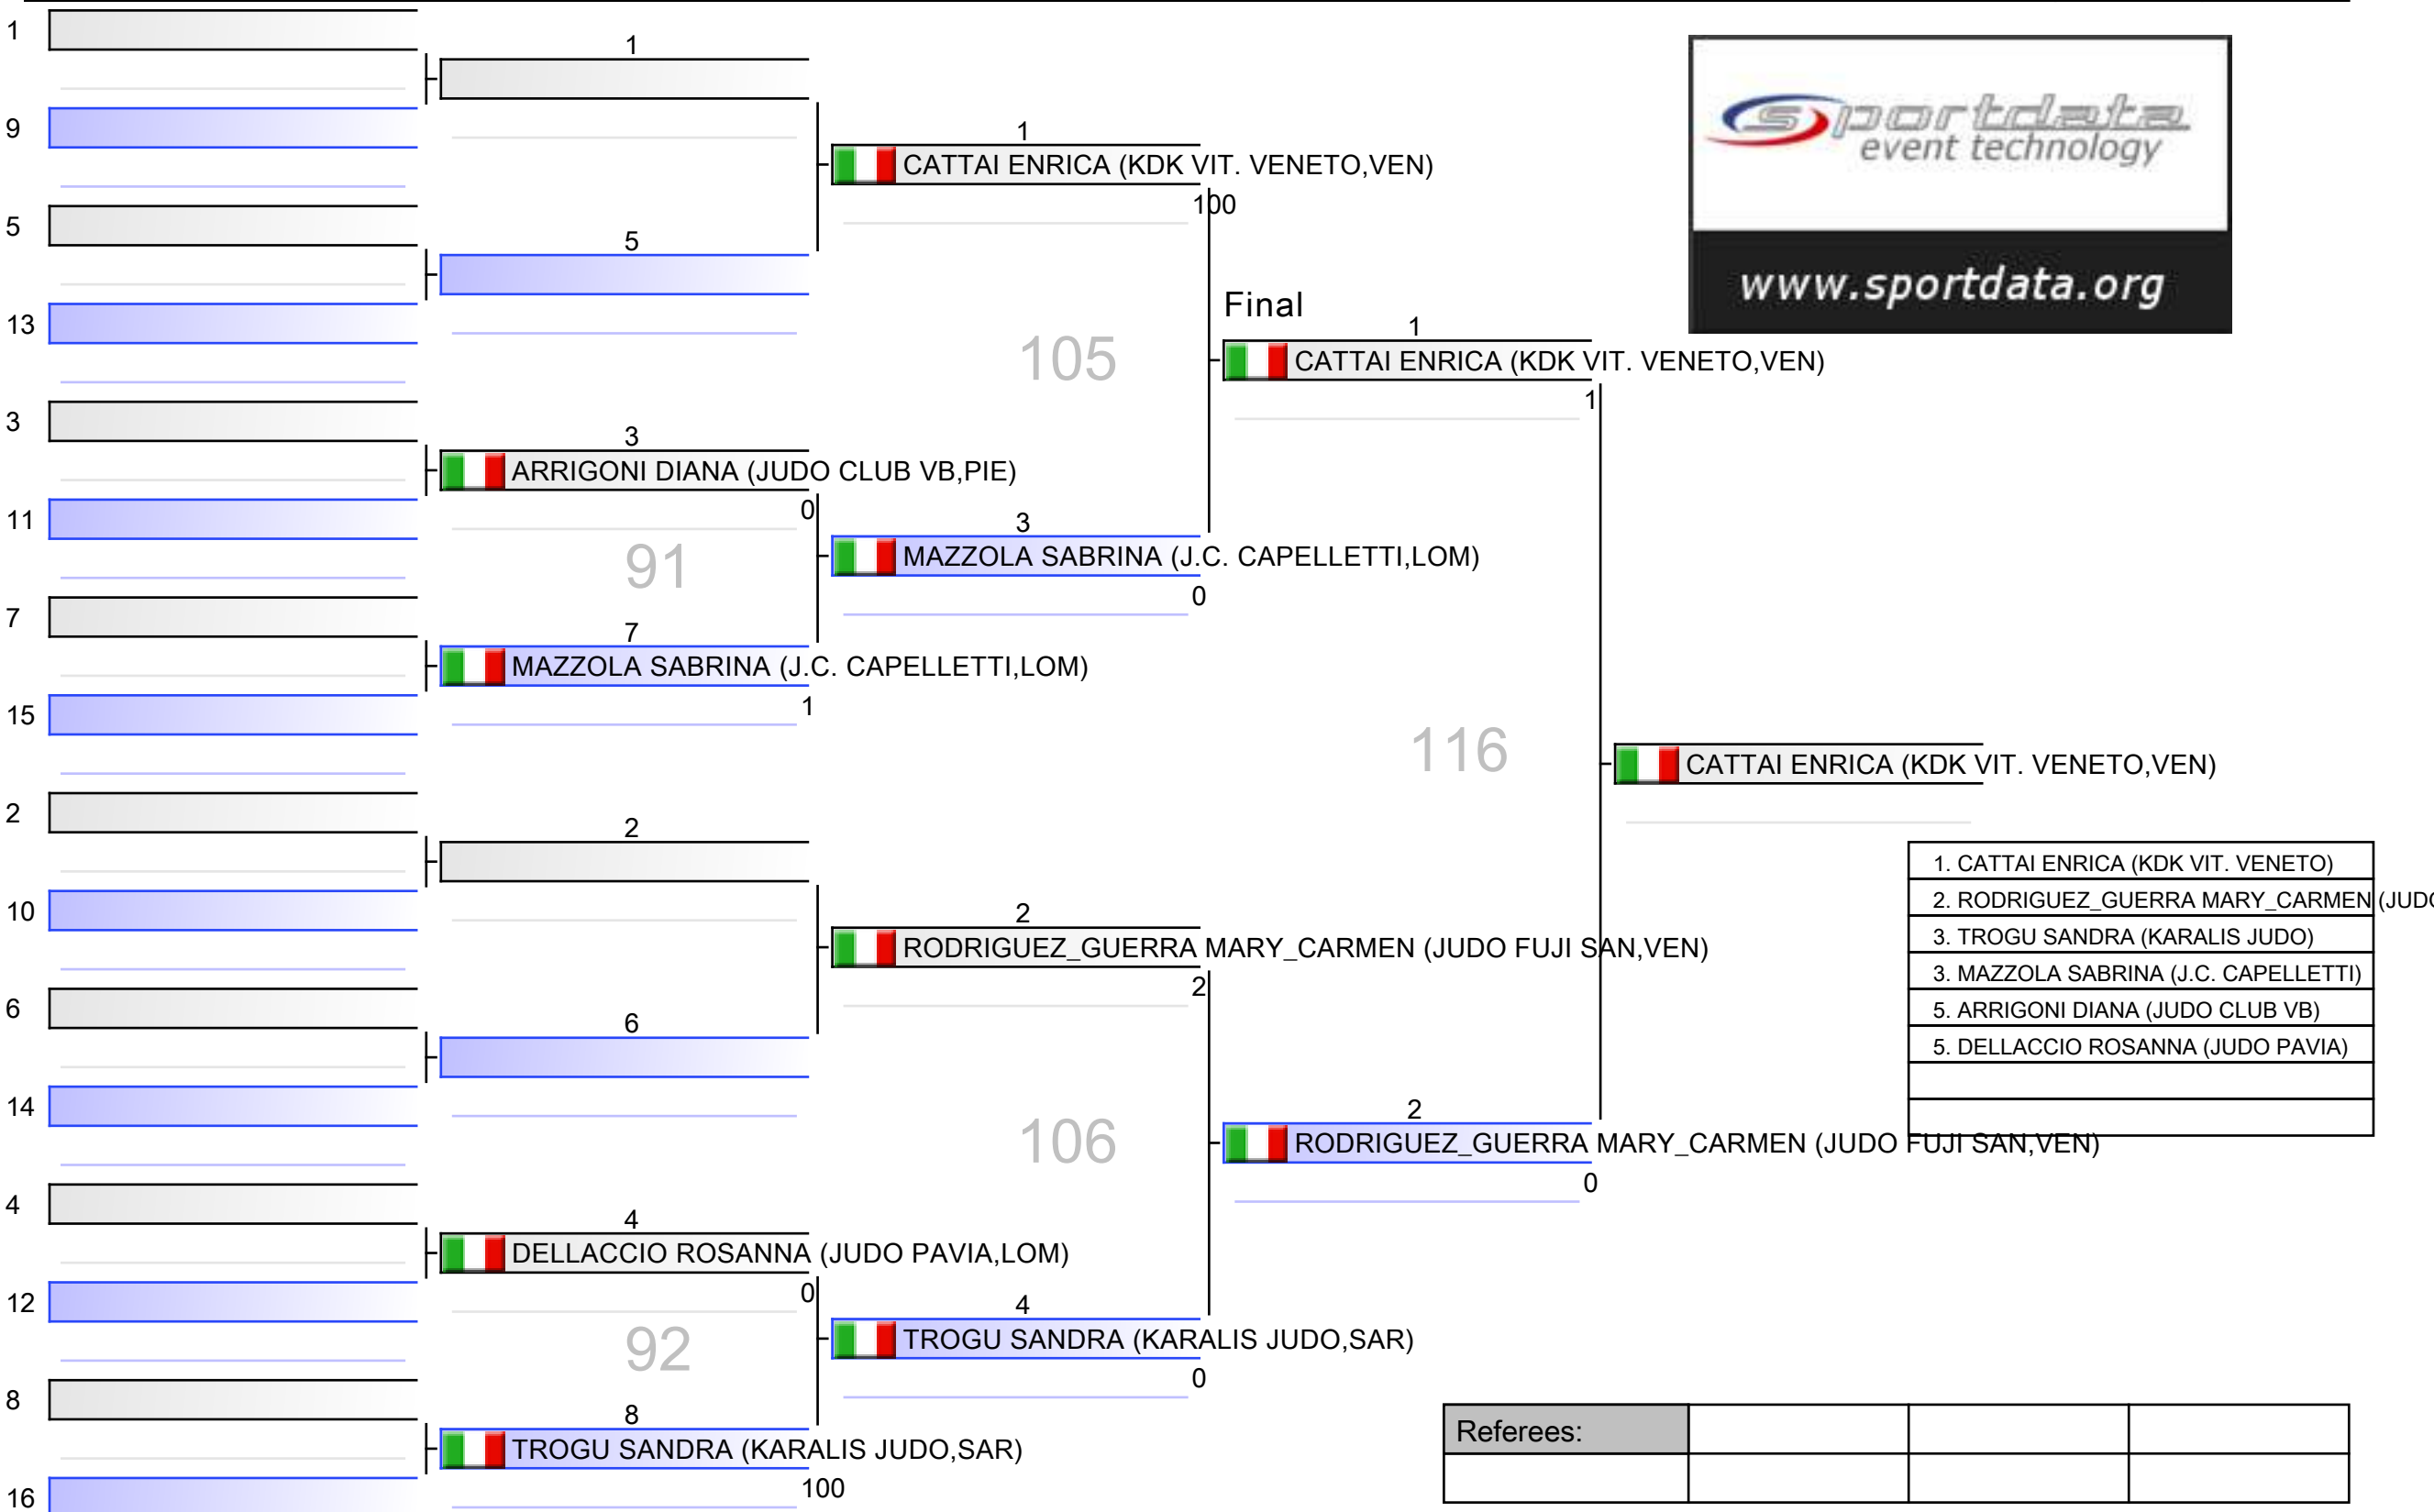 1
1
9
1
CATTAI ENRICA (KDK VIT. VENETO,VEN)
100
sportdata
event technology
www.sportdata.org
5
5
13
105
Final
1
CATTAI ENRICA (KDK VIT. VENETO,VEN)
1
3
3
ARRIGONI DIANA (JUDO CLUB VB,PIE)
0
11
91
3
MAZZOLA SABRINA (J.C. CAPELLETTI,LOM)
0
7
7
MAZZOLA SABRINA (J.C. CAPELLETTI,LOM)
1
15
116
CATTAI ENRICA (KDK VIT. VENETO,VEN)
2
2
10
2
RODRIGUEZ_GUERRA MARY_CARMEN (JUDO FUJI SAN,VEN)
2
1. CATTAI ENRICA (KDK VIT. VENETO)
2. RODRIGUEZ_GUERRA MARY_CARMEN (JUDO
3. TROGU SANDRA (KARALIS JUDO)
3. MAZZOLA SABRINA (J.C. CAPELLETTI)
5. ARRIGONI DIANA (JUDO CLUB VB)
5. DELLACCIO ROSANNA (JUDO PAVIA)
6
6
14
106
2
RODRIGUEZ_GUERRA MARY_CARMEN (JUDO FUJI SAN,VEN)
0
4
4
DELLACCIO ROSANNA (JUDO PAVIA,LOM)
0
12
92
4
TROGU SANDRA (KARALIS JUDO,SAR)
0
8
8
TROGU SANDRA (KARALIS JUDO,SAR)
100
16
Referees: